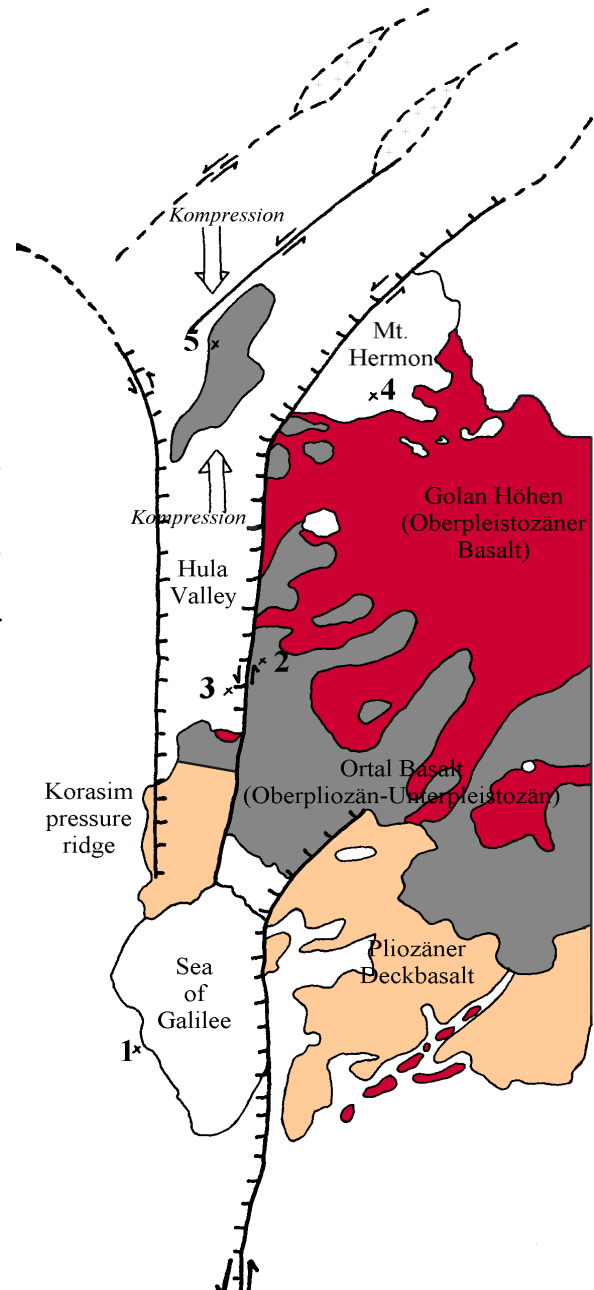 Kompression
5
Mt.
Hermon
4
Golan Höhen
(Oberpleistozäner
Basalt)
Kompression
Hula
Valley
2
3
Ortal Basalt
(Oberpliozän-Unterpleistozän)
Korasim
pressure
ridge
Pliozäner
Deckbasalt
Sea
of
Galilee
1